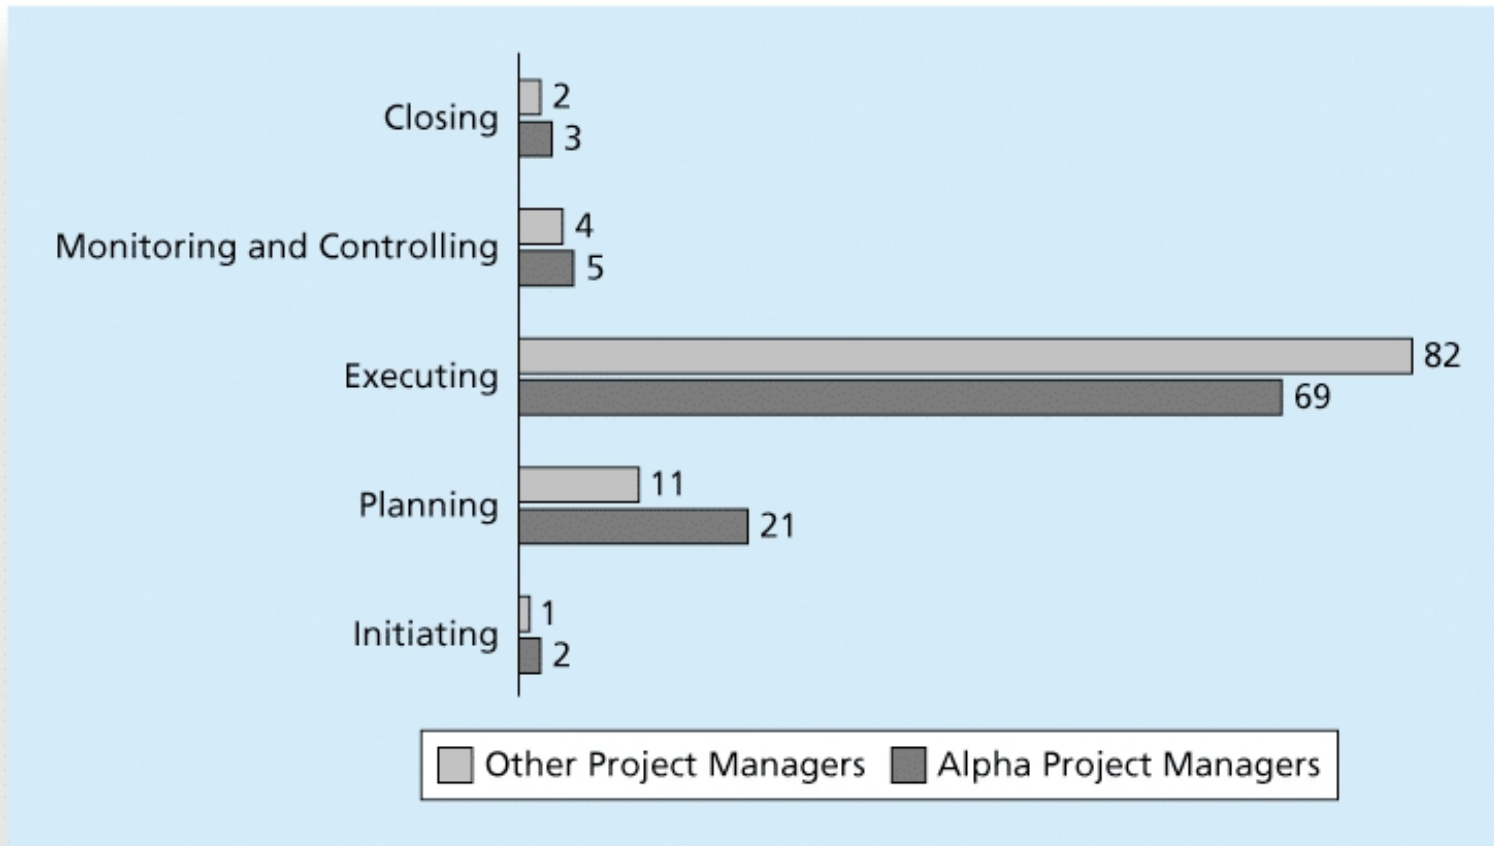 Closing 2
3
Monitoring and Controlling 4
5
Executing 82
69
Planning 11
21
Initiating 1
2
Other Project Managers Alpha Project Managers